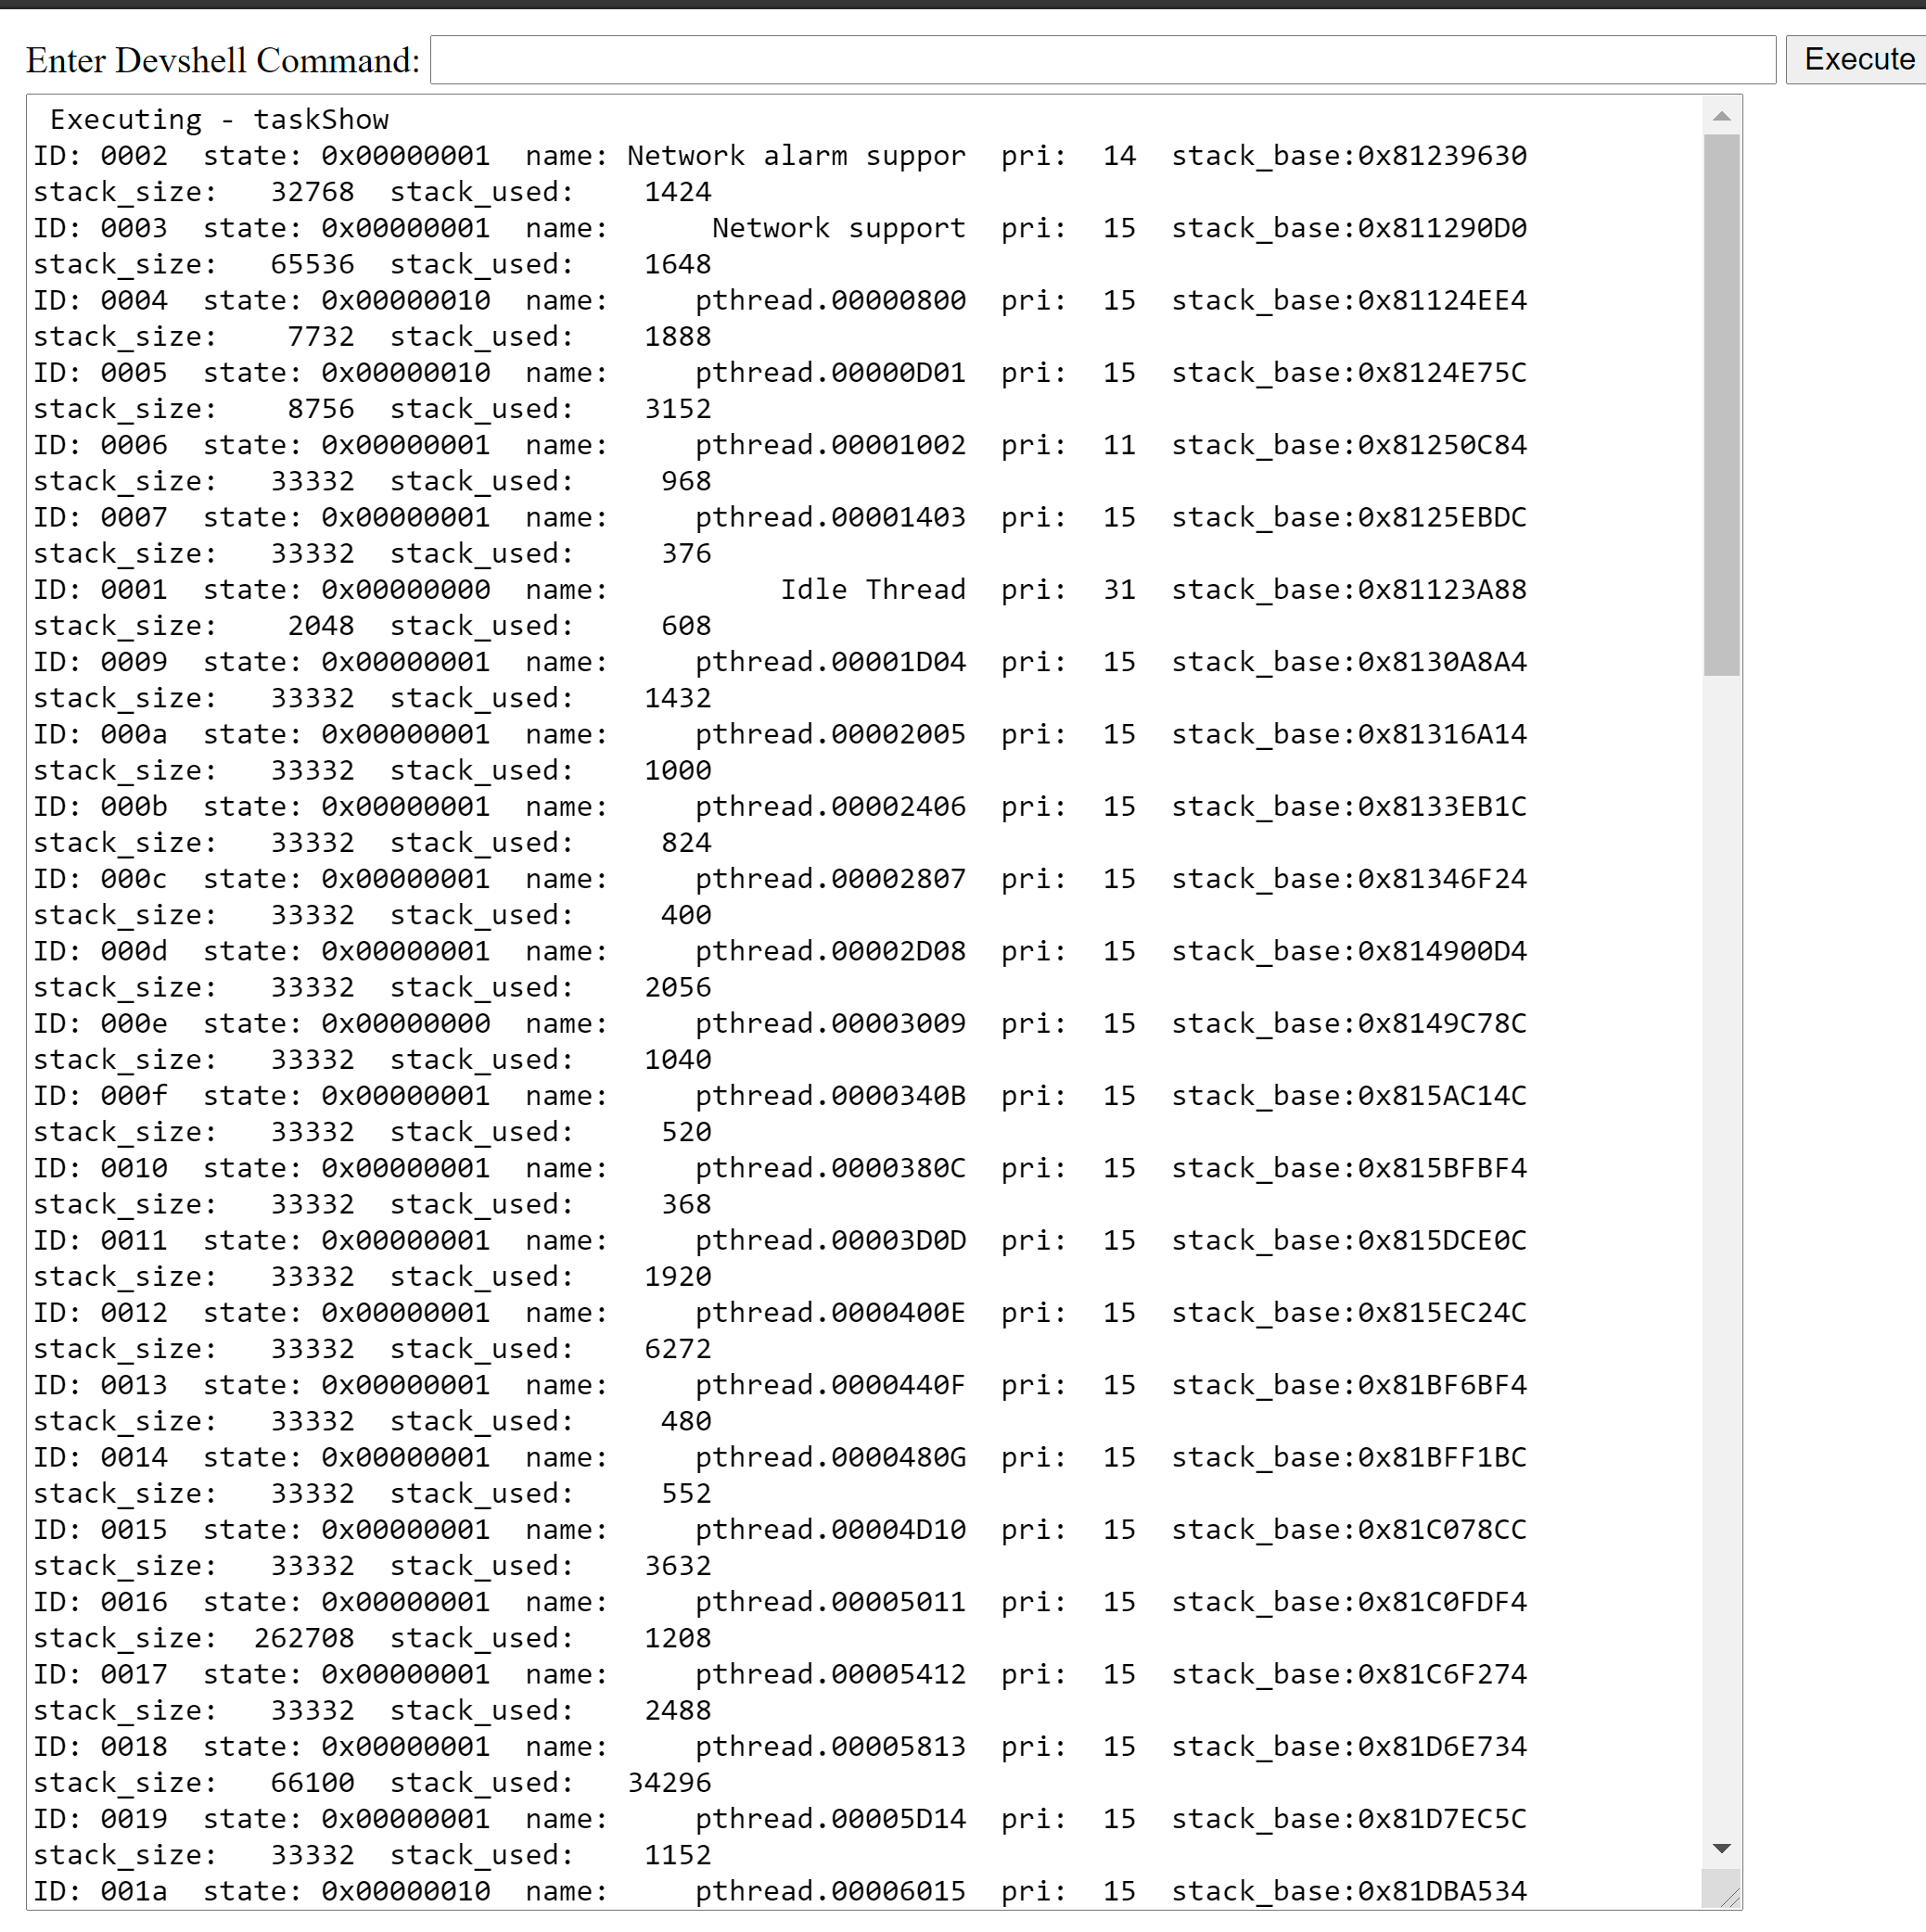 Enter Devshell Command: Execute
Executing - taskShow
ID: 0002 state: 0x00000001 name: Network alarm suppor pri: 14 stack_base:0x81239630
stack_size: 32768 stack_used: 1424
ID: 0003 state: 0x00000001 name: Network support pri: 15 stack_base:0x811290D0
stack_size: 65536 stack_used: 1648
ID: 0004 state: 0x00000010 name: pthread.00000800 pri: 15 stack_base:0x81124EE4
stack_size: 7732 stack_used: 1888
ID: 0005 state: 0x00000010 name: pthread.00000D01 pri: 15 stack_base:0x8124E75C
stack_size: 8756 stack_used: 3152
ID: 0006 state: 0x00000001 name: pthread.00001002 pri: 11 stack_base:0x81250C84
stack_size: 33332 stack_used: 968
ID: 0007 state: 0x00000001 name: pthread.00001403 pri: 15 stack_base:0x8125EBDC
stack_size: 33332 stack_used: 376
ID: 0001 state: 0x00000000 name: Idle Thread pri: 31 stack_base:0x81123A88
stack_size: 2048 stack_used: 608
ID: 0009 state: 0x00000001 name: pthread.00001D04 pri: 15 stack_base:0x8130A8A4
stack_size: 33332 stack_used: 1432
ID: 000a state: 0x00000001 name: pthread.00002005 pri: 15 stack_base:0x81316A14
stack_size: 33332 stack_used: 1000
ID: 000b state: 0x00000001 name: pthread.00002406 pri: 15 stack_base:0x8133EB1C
stack_size: 33332 stack_used: 824
ID: 000c state: 0x00000001 name: pthread.00002807 pri: 15 stack_base:0x81346F24
stack_size: 33332 stack_used: 400
ID: 000d state: 0x00000001 name: pthread.00002D08 pri: 15 stack_base:0x814900D4
stack_size: 33332 stack_used: 2056
ID: 000e state: 0x00000000 name: pthread.00003009 pri: 15 stack_base:0x8149C78C
stack_size: 33332 stack_used: 1040
ID: 000f state: 0x00000001 name: pthread.0000340B pri: 15 stack_base:0x815AC14C
stack_size: 33332 stack_used: 520
ID: 0010 state: 0x00000001 name: pthread.0000380C pri: 15 stack_base:0x815BFBF4
stack_size: 33332 stack_used: 368
ID: 0011 state: 0x00000001 name: pthread.00003D0D pri: 15 stack_base:0x815DCE0C
stack_size: 33332 stack_used: 1920
ID: 0012 state: 0x00000001 name: pthread.0000400E pri: 15 stack_base:0x815EC24C
stack_size: 33332 stack_used: 6272
ID: 0013 state: 0x00000001 name: pthread.0000440F pri: 15 stack_base:0x81BF6BF4
stack_size: 33332 stack_used: 480
ID: 0014 state: 0x00000001 name: pthread.0000480G pri: 15 stack_base:0x81BFF1BC
stack_size: 33332 stack_used: 552
ID: 0015 state: 0x00000001 name: pthread.00004D10 pri: 15 stack_base:0x81C078CC
stack_size: 33332 stack_used: 3632
ID: 0016 state: 0x00000001 name: pthread.00005011 pri: 15 stack_base:0x81C0FDF4
stack_size: 262708 stack_used: 1208
ID: 0017 state: 0x00000001 name: pthread.00005412 pri: 15 stack_base:0x81C6F274
stack_size: 33332 stack_used: 2488
ID: 0018 state: 0x00000001 name: pthread.00005813 pri: 15 stack_base:0x81D6E734
stack_size: 66100 stack_used: 34296
ID: 0019 state: 0x00000001 name: pthread.00005D14 pri: 15 stack_base:0x81D7EC5C
stack_size: 33332 stack_used: 1152
ID: 001a state: 0x00000010 name: pthread.00006015 pri: 15 stack_base:0x81DBA534